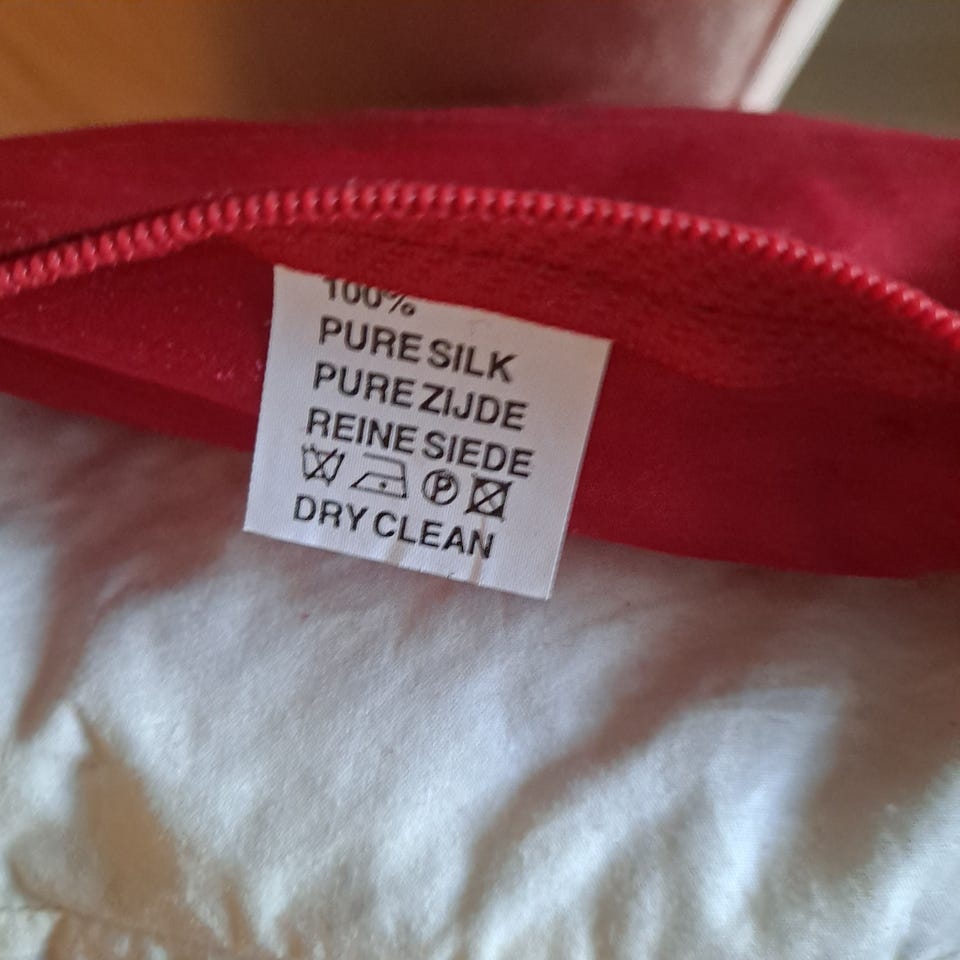 100%
PURE SILK
PURE ZIJDE
REINE SIEDE
P
DRY CLEAN